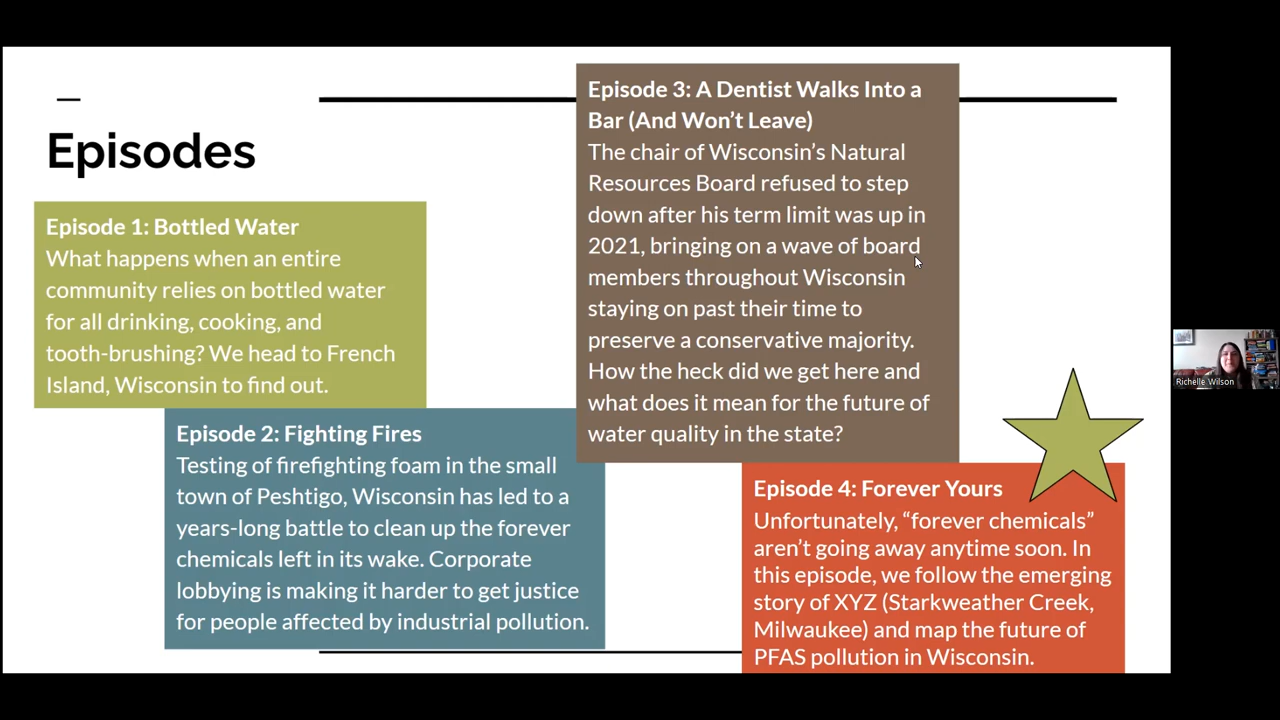 Episodes
Episode 1: Bottled Water
What happens when an entire
community relies on bottled water
for all drinking, cooking, and
tooth-brushing? We head to French
Island, Wisconsin to find out.
Episode 2: Fighting Fires
Testing of firefighting foam in the small
town of Peshtigo, Wisconsin has led to a
years-long battle to clean up the forever
chemicals left in its wake. Corporate
lobbying is making it harder to get justice
for people affected by industrial pollution.
Episode 3: A Dentist Walks Into a
Bar (And Won’t Leave)
The chair of Wisconsin’s Natural
Resources Board refused to step
down after his term limit was up in
2021, bringing on a wave of board
members throughout Wisconsin
staying on past their time to
preserve a conservative majority.
How the heck did we get here and
what does it mean for the future of
water quality in the state?
Episode 4: Forever Yours
Unfortunately, “forever chemicals”
aren’t going away anytime soon. In
this episode, we follow the emerging
story of XYZ (Starkweather Creek,
Milwaukee) and map the future of
PFAS pollution in Wisconsin.
Richelle Wilson